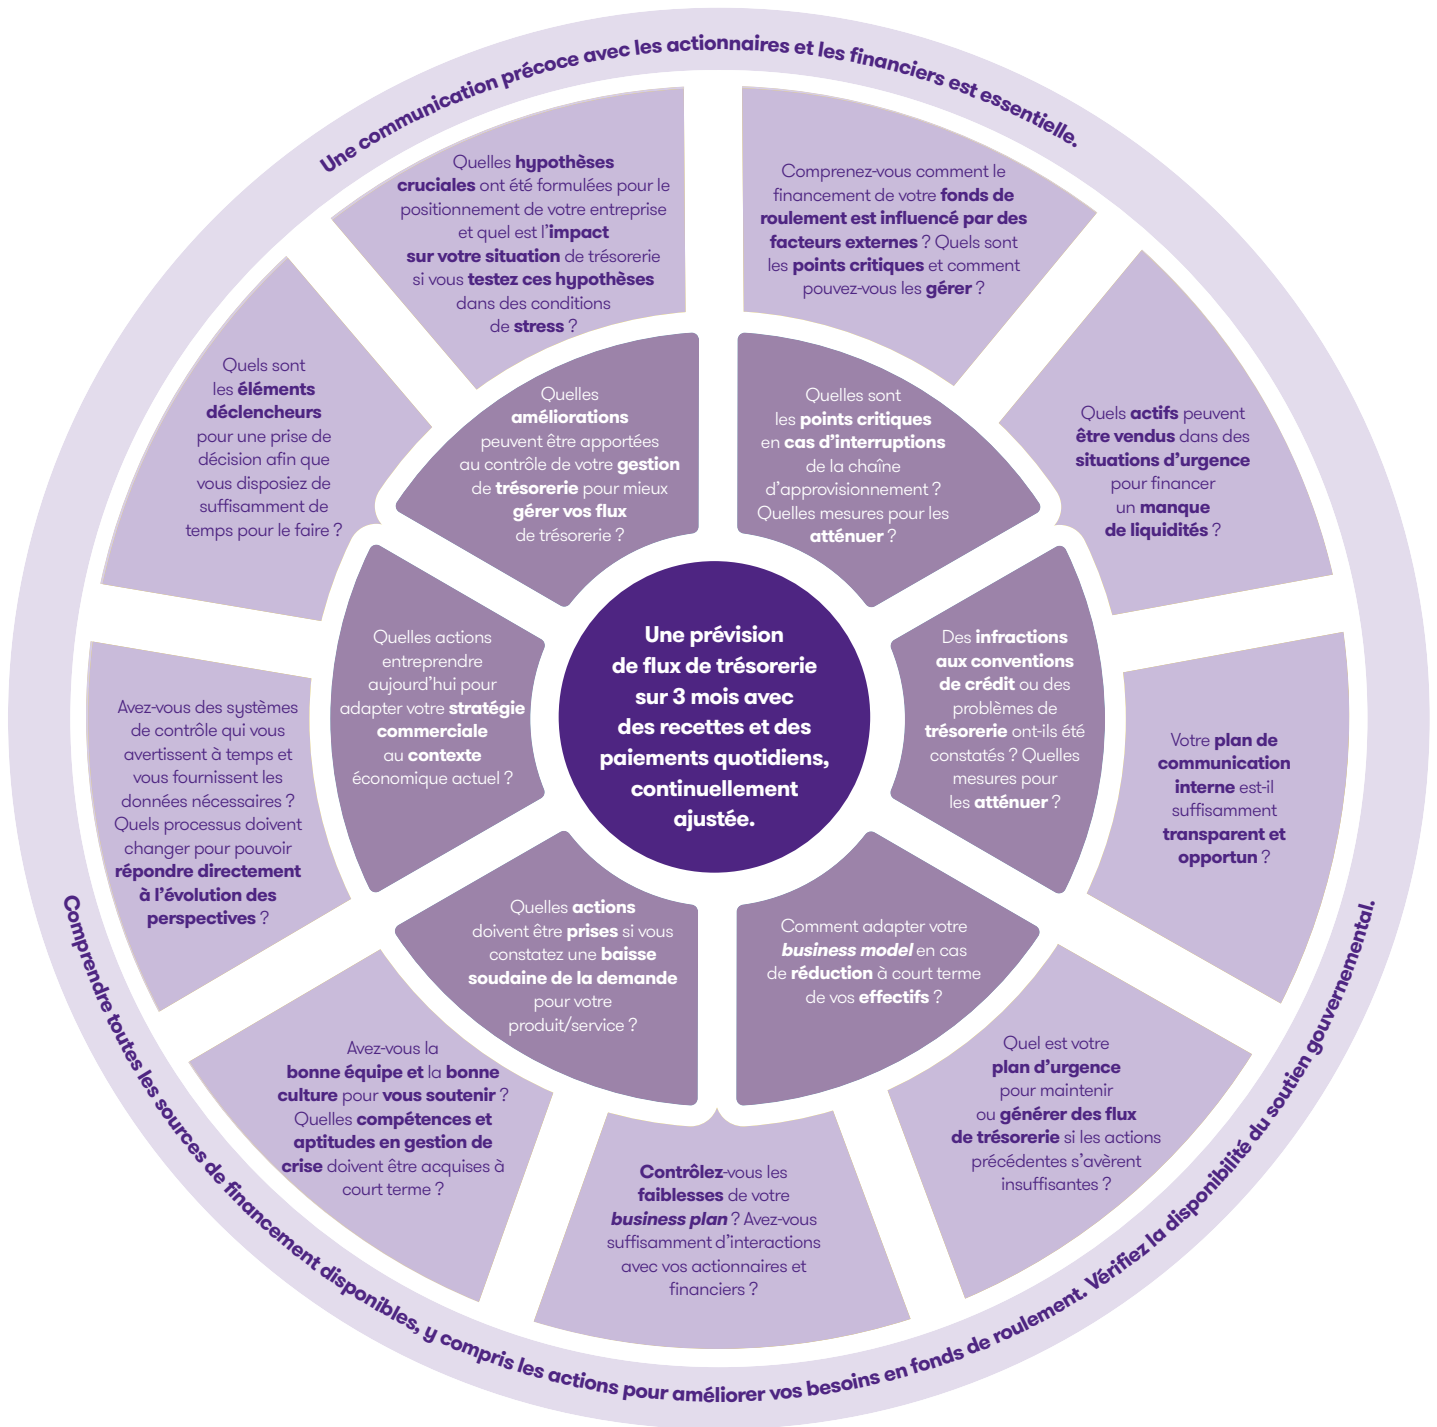 Une communication précoce avec les actionnaires et les financiers est essentielle.
Quelles hypothèses
cruciales ont été formulées pour le
positionnement de votre entreprise
et quel est l'impact
sur votre situation de trésorerie
si vous testez ces hypothèses
dans des conditions
de stress ?
Comprenez-vous comment le
financement de votre fonds de
roulement est influencé par des
facteurs externes ? Quels sont
les points critiques et comment
pouvez-vous les gérer ?
Quels actifs peuvent
être vendus dans des
situations d'urgence
pour financer
un manque
de liquidités ?
Votre plan de
communication
interne est-il
suffisamment
transparent et
opportun ?
Quel est votre
plan d'urgence
pour maintenir
ou générer des flux
de trésorerie si les actions
précédentes s'avèrent
insuffisantes ?
Contrôlez-vous les
faiblesses de votre
business plan ? Avez-vous
suffisamment d'interactions
avec vos actionnaires et
financiers ?
Avez-vous la
bonne équipe et la bonne
culture pour vous soutenir ?
Quelles compétences et
aptitudes en gestion de
crise doivent être acquises à
court terme ?
Avez-vous des systèmes
de contrôle qui vous
avertissent à temps et
vous fournissent les
données nécessaires ?
Quels processus doivent
changer pour pouvoir
répondre directement
à l'évolution des
perspectives ?
Quels sont
les éléments
déclencheurs
pour une prise de
décision afin que
vous disposiez de
suffisamment de
temps pour le faire ?
Quelles
améliorations
peuvent être apportées
au contrôle de votre gestion
de trésorerie pour mieux
gérer vos flux
de trésorerie ?
Quelles sont
les points critiques
en cas d'interruptions
de la chaîne
d'approvisionnement ?
Quelles mesures pour les
atténuer ?
Des infractions
aux conventions
de crédit ou des
problèmes de
trésorerie ont-ils été
constatés ? Quelles
mesures pour
les atténuer ?
Comment adapter votre
business model en cas
de réduction à court terme
de vos effectifs ?
Quelles actions
doivent être prises si vous
constatez une baisse
soudaine de la demande
pour votre
produit/service ?
Quelles actions
entreprendre
aujourd'hui pour
adapter votre stratégie
commerciale
au contexte
économique actuel ?
Une prévision
de flux de trésorerie
sur 3 mois avec
des recettes et des
paiements quotidiens,
continuellement
ajustée.
Comprendre toutes les sources de financement disponibles, y compris les actions pour améliorer vos besoins en fonds de roulement. Vérifiez la disponibilité du soutien gouvernemental.